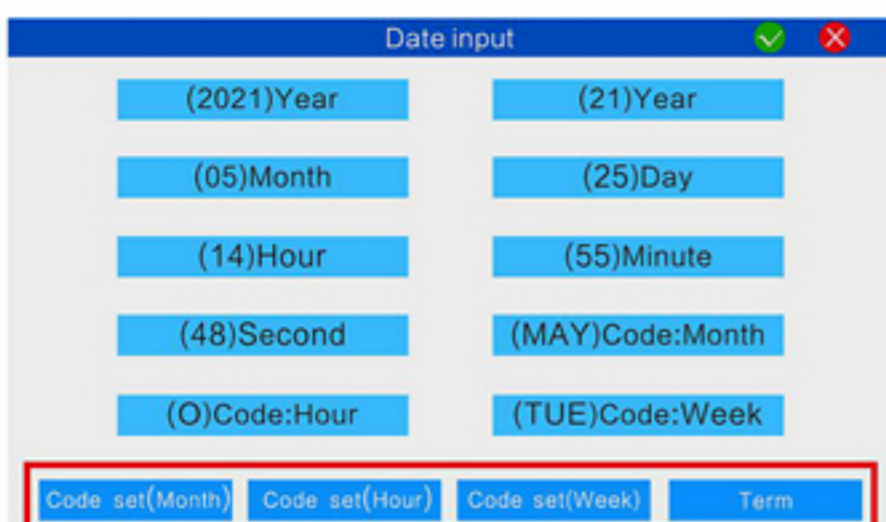 Date input
(2021)Year (21)Year
(05)Month (25)Day
(14)Hour (55)Minute
(48)Second (MAY)Code:Month
(O)Code:Hour (TUE)Code:Week
Code set(Month) Code set(Hour) Code set(Week) Term